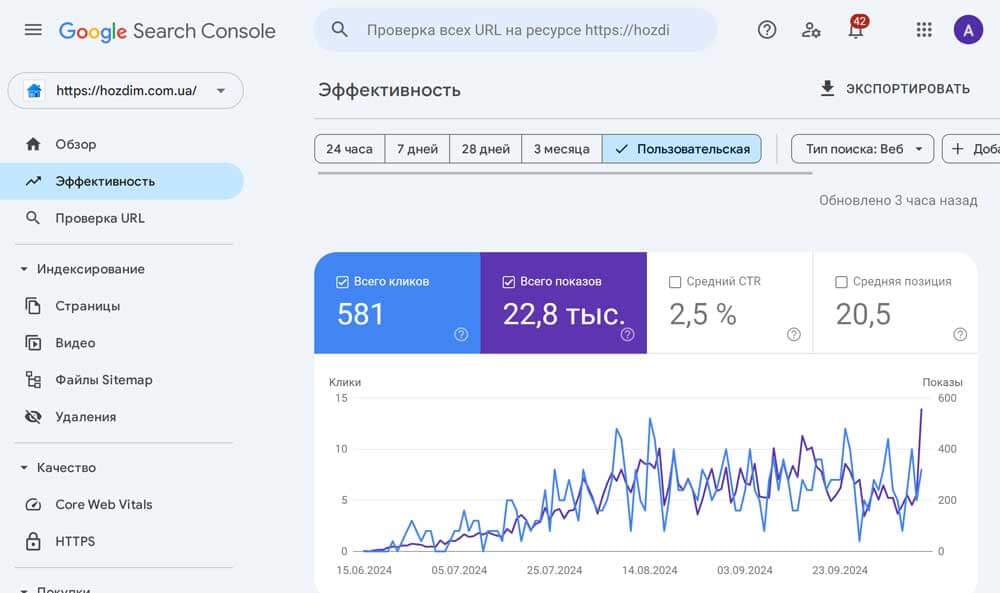 Google Search Console
Проверка всех URL на ресурсе https://hozdi
42
A
https://hozdim.com.ua/
Обзор
Эффективность
Проверка URL
Индексирование
Страницы
Видео
Файлы Sitemap
Удаления
Качество
Core Web Vitals
HTTPS
Покупки
Эффективность
ЭКСПОРТИРОВАТЬ
24 часа
7 дней
28 дней
3 месяца
Пользовательская
Тип поиска: Веб
Доба
Обновлено 3 часа назад
Всего кликов
581
Всего показов
22,8 тыс.
Средний CTR
2,5 %
Средняя позиция
20,5
Клики
Показы
15
600
10
400
5
200
0
0
15.06.2024
05.07.2024
25.07.2024
14.08.2024
03.09.2024
23.09.2024